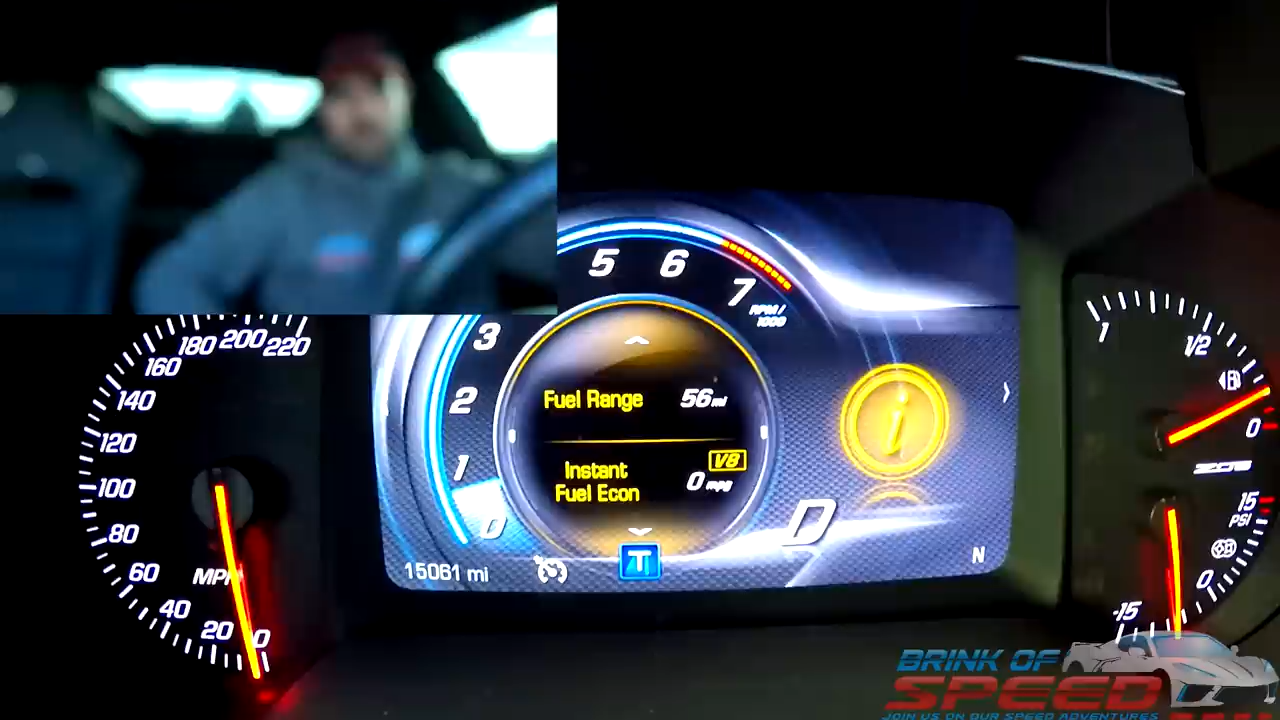 200
180
220
160
140
120
100
80
60
MPH
40
20
0
5
6
7
RPM/
1000
3
2
1
0
Fuel Range 56 mi
V8
Instant 0 mpg
Fuel Econ
D
15061 mi
T
N
1
1/2
0
Z06
15
PSI
0
-15
BRINK OF
SPEED
JOIN US ON OUR SPEED ADVENTURES